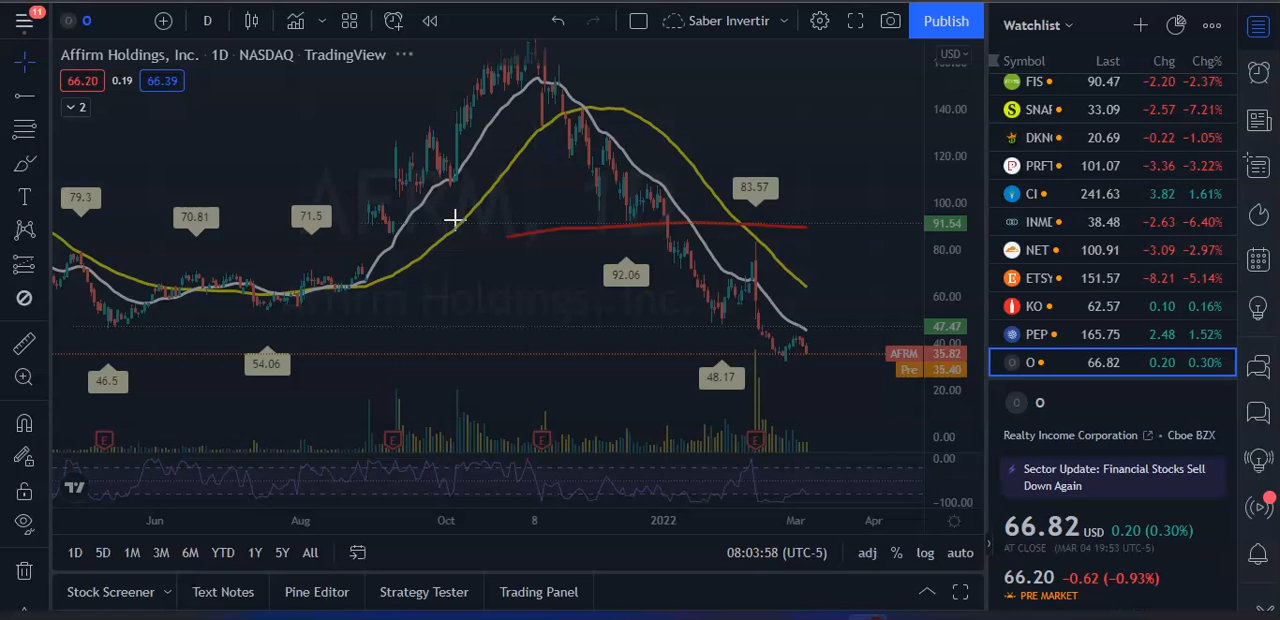 11
O O
D
Saber Invertir
Publish
Watchlist
Affirm Holdings, Inc. · 1D · NASDAQ · TradingView ···
USD
66.20 0.19 66.39
2
Symbol Last Chg Chg%
FIS 90.47 −2.20 −2.37%
SNAF 33.09 −2.57 −7.21%
DKN 20.69 −0.22 −1.05%
PRFT 101.07 −3.36 −3.22%
CI 241.63 3.82 1.61%
INME 38.48 −2.63 −6.40%
NET 100.91 −3.09 −2.97%
ETSY 151.57 −8.21 −5.14%
KO 62.57 0.10 0.16%
PEP 165.75 2.48 1.52%
O O 66.82 0.20 0.30%
140.00
120.00
100.00
91.54
80.00
60.00
47.47
40.00
AFRM 35.82
Pre 35.40
20.00
0.00
0.00
−100.00
AFRM, 1D
Affirm Holdings, Inc.
79.3
70.81
71.5
83.57
92.06
46.5
54.06
48.17
E E E E
Jun Aug Oct 8 2022 Mar Apr
1D 5D 1M 3M 6M YTD 1Y 5Y All
08:03:58 (UTC-5) adj % log auto
Stock Screener Text Notes Pine Editor Strategy Tester Trading Panel
O O
Realty Income Corporation • Cboe BZX
Sector Update: Financial Stocks Sell
Down Again
66.82 USD 0.20 (0.30%)
AT CLOSE (MAR 04 19:53 UTC-5)
66.20 −0.62 (−0.93%)
PRE MARKET